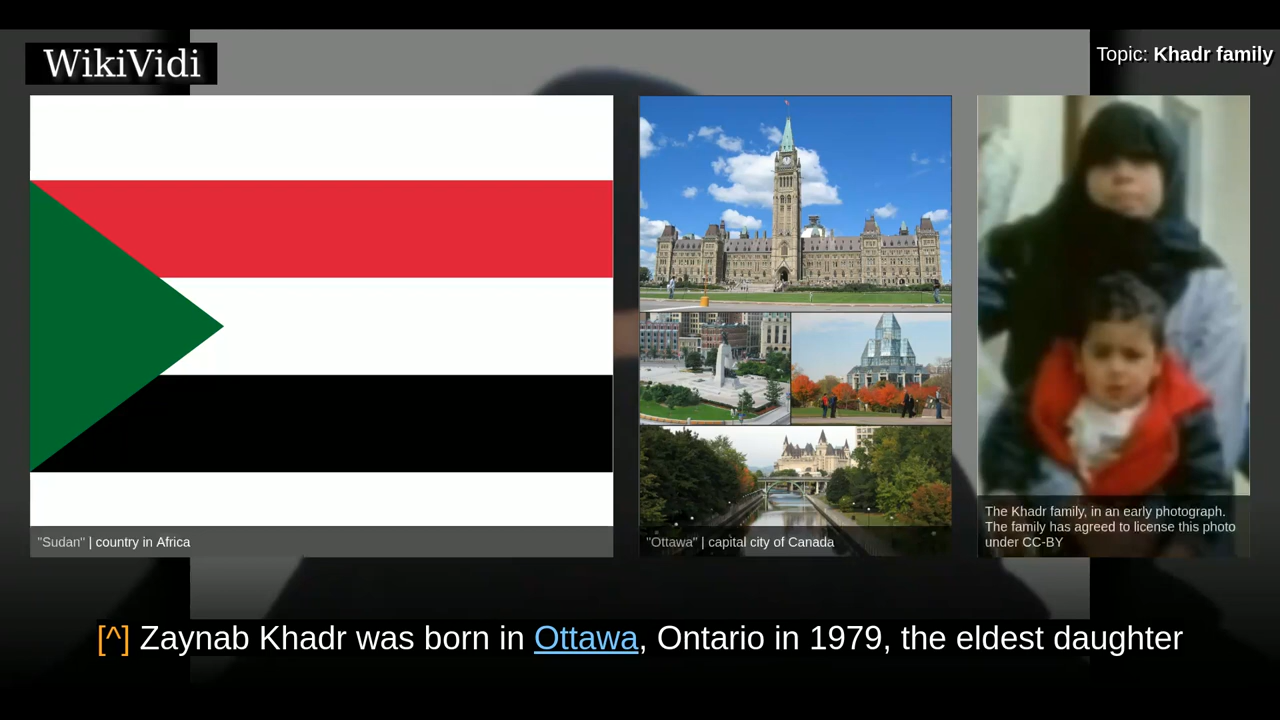 WikiVidi
Topic: Khadr family
"Sudan" | country in Africa
"Ottawa" | capital city of Canada
The Khadr family, in an early photograph.
The family has agreed to license this photo
under CC-BY
[^] Zaynab Khadr was born in Ottawa, Ontario in 1979, the eldest daughter